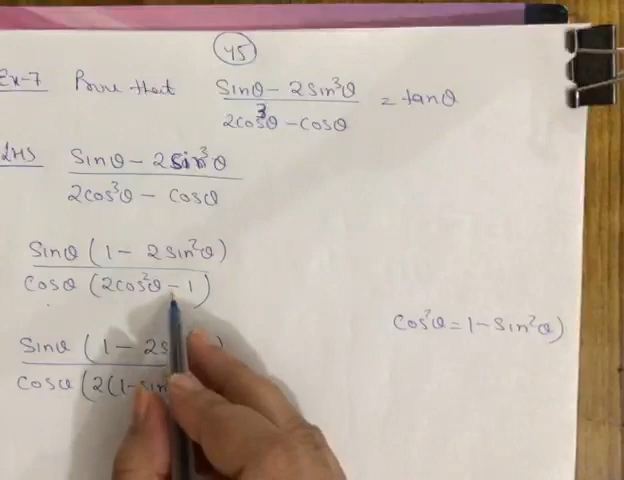 45
Ex-7 Prove that (Sinθ - 2Sin³θ)/(2cos³θ - cosθ) = tanθ
LHS (Sinθ - 2Sin³θ)/(2cos³θ - cosθ)
Sinθ (1 - 2Sin²θ)
cosθ (2cos²θ - 1)
cos²θ = 1 - Sin²θ)
Sinθ (1 - 2S )
cosθ (2(1-Sin